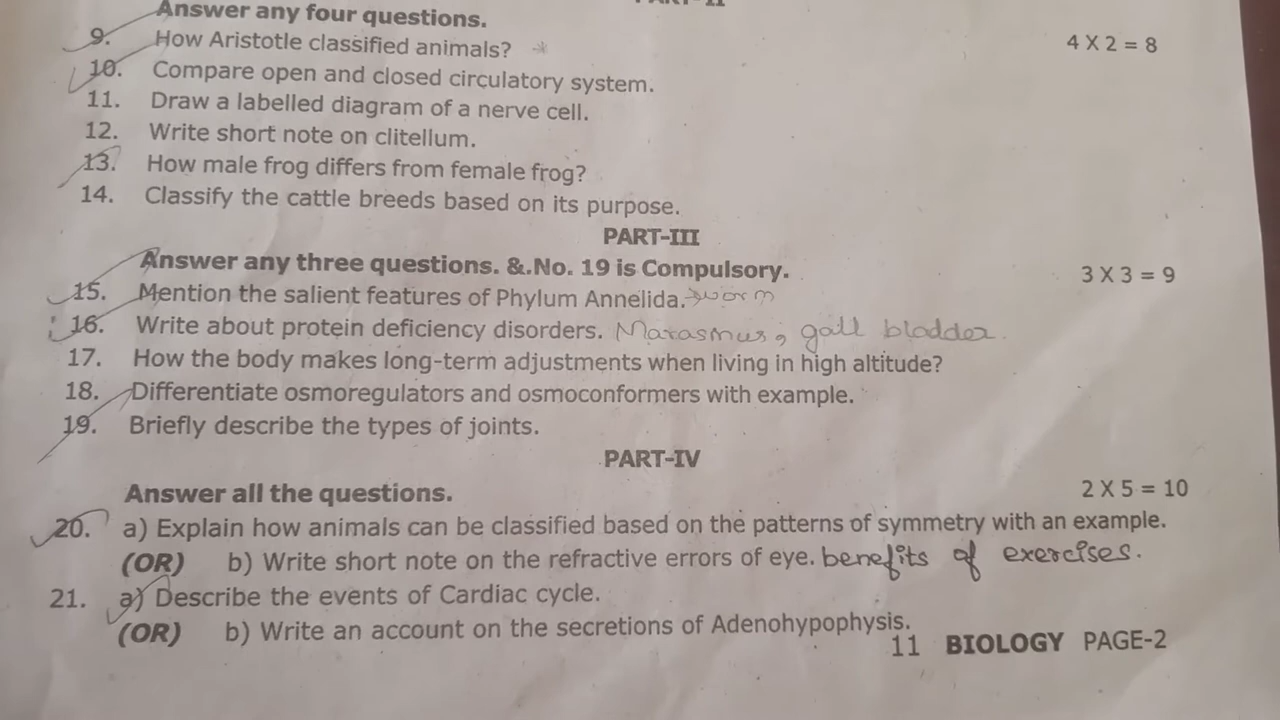 Answer any four questions.
4 X 2 = 8
9. How Aristotle classified animals?
10. Compare open and closed circulatory system.
11. Draw a labelled diagram of a nerve cell.
12. Write short note on clitellum.
13. How male frog differs from female frog?
14. Classify the cattle breeds based on its purpose.
PART-III
Answer any three questions. &.No. 19 is Compulsory.
3 X 3 = 9
15. Mention the salient features of Phylum Annelida. → worm
16. Write about protein deficiency disorders. Marasmus, gall bladder.
17. How the body makes long-term adjustments when living in high altitude?
18. Differentiate osmoregulators and osmoconformers with example.
19. Briefly describe the types of joints.
PART-IV
Answer all the questions.
2 X 5 = 10
20. a) Explain how animals can be classified based on the patterns of symmetry with an example.
(OR) b) Write short note on the refractive errors of eye. benefits of exercises.
21. a) Describe the events of Cardiac cycle.
(OR) b) Write an account on the secretions of Adenohypophysis.
11 BIOLOGY PAGE-2